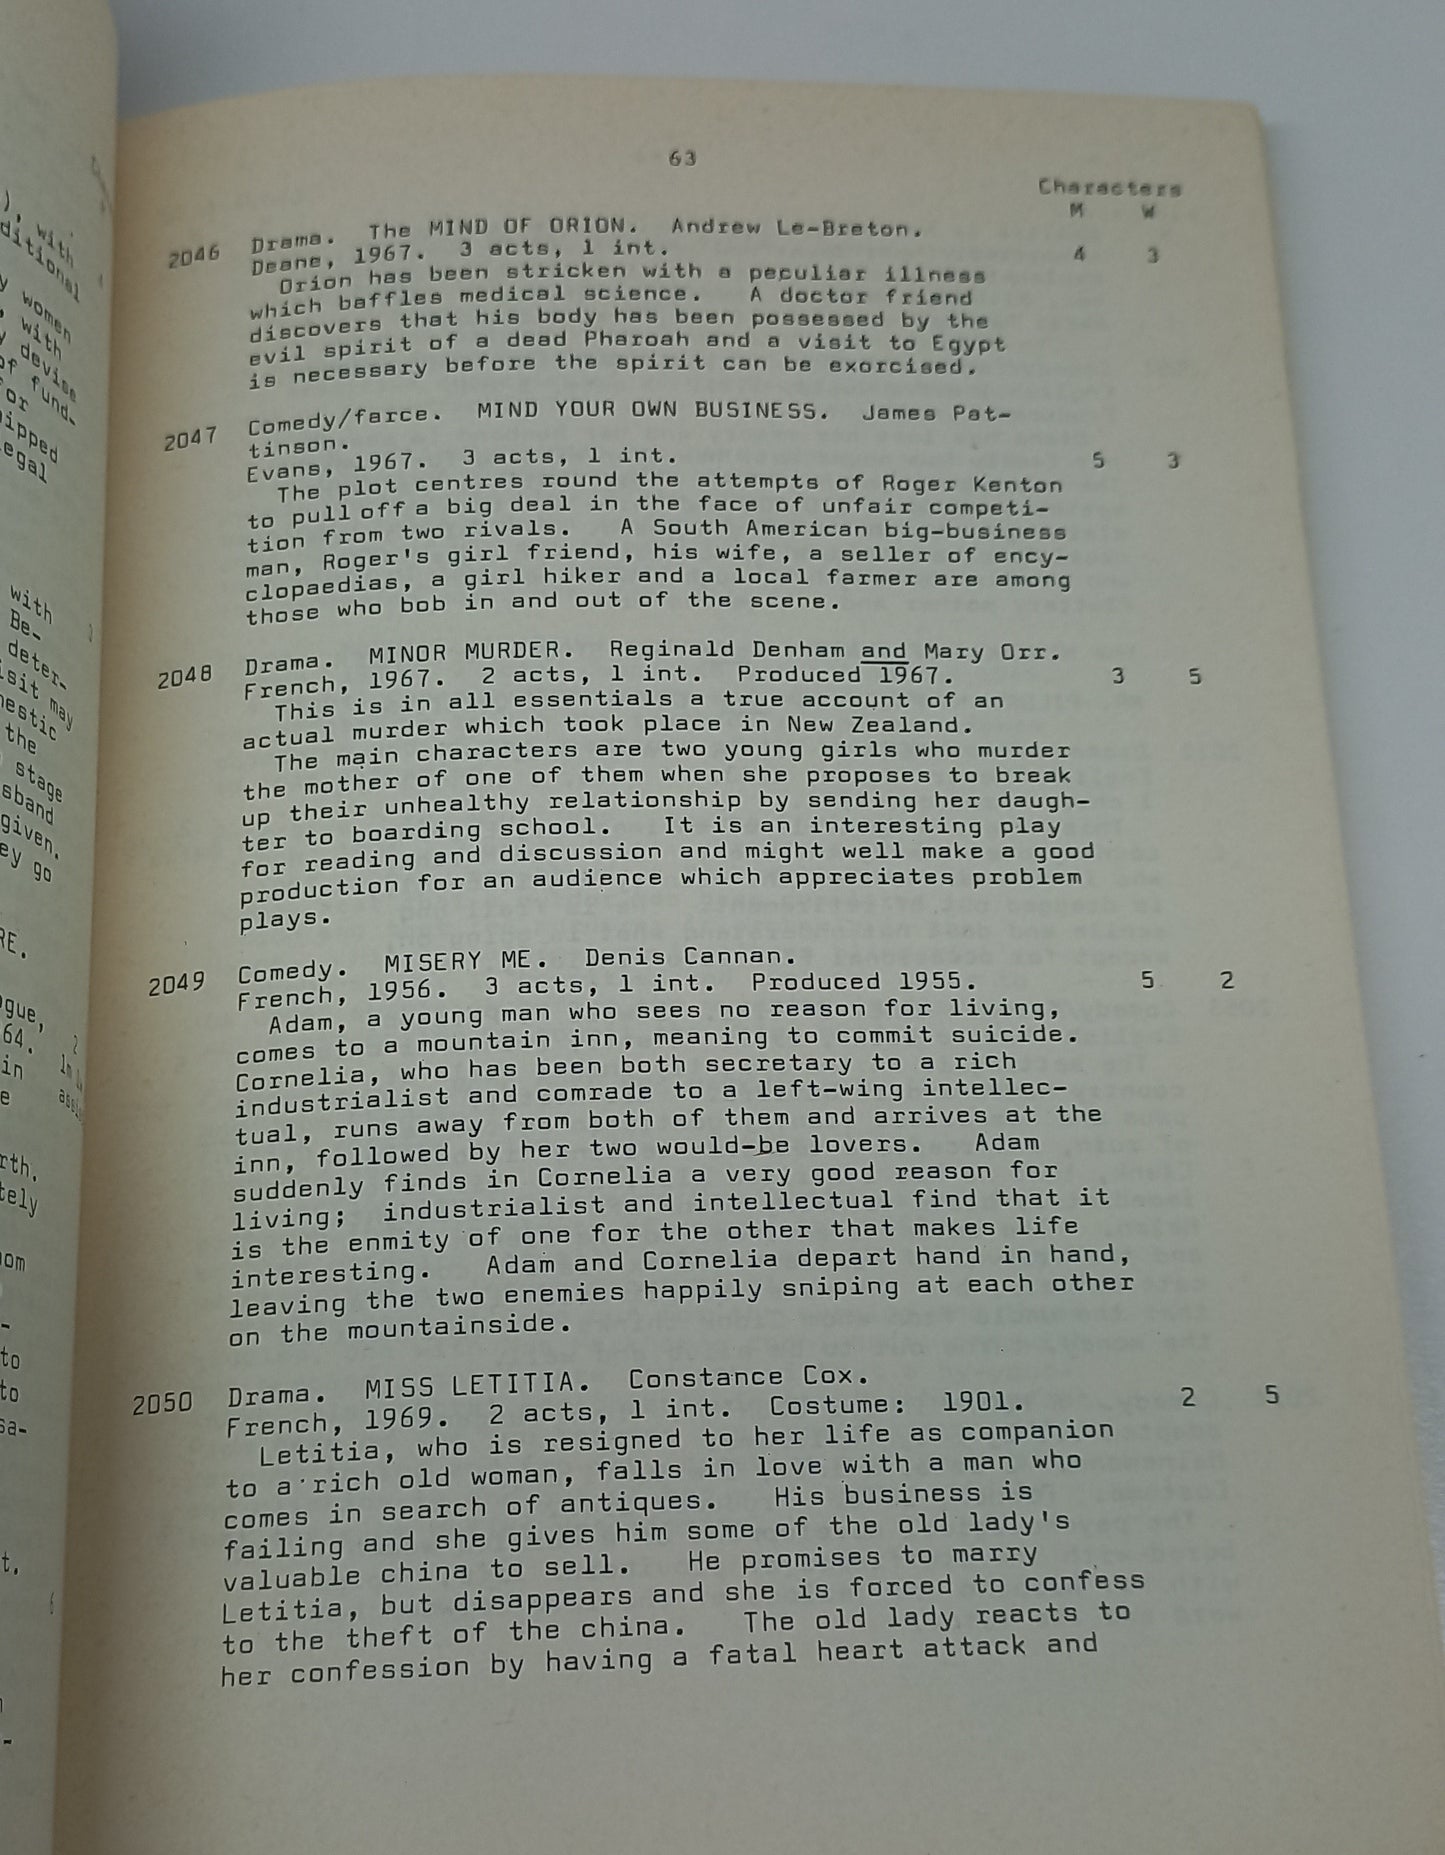 63
Characters
M W
2046 Drama. The MIND OF ORION. Andrew Le-Breton.
Deane, 1967. 3 acts, 1 int. 4 3
Orion has been stricken with a peculiar illness
which baffles medical science. A doctor friend
discovers that his body has been possessed by the
evil spirit of a dead Pharoah and a visit to Egypt
is necessary before the spirit can be exorcised.
2047 Comedy/farce. MIND YOUR OWN BUSINESS. James Pat-
tinson.
Evans, 1967. 3 acts, 1 int. 5 3
The plot centres round the attempts of Roger Kenton
to pull off a big deal in the face of unfair competi-
tion from two rivals. A South American big-business
man, Roger's girl friend, his wife, a seller of ency-
clopaedias, a girl hiker and a local farmer are among
those who bob in and out of the scene.
2048 Drama. MINOR MURDER. Reginald Denham and Mary Orr.
French, 1967. 2 acts, 1 int. Produced 1967. 3 5
This is in all essentials a true account of an
actual murder which took place in New Zealand.
The main characters are two young girls who murder
the mother of one of them when she proposes to break
up their unhealthy relationship by sending her daugh-
ter to boarding school. It is an interesting play
for reading and discussion and might well make a good
production for an audience which appreciates problem
plays.
2049 Comedy. MISERY ME. Denis Cannan.
French, 1956. 3 acts, 1 int. Produced 1955. 5 2
Adam, a young man who sees no reason for living,
comes to a mountain inn, meaning to commit suicide.
Cornelia, who has been both secretary to a rich
industrialist and comrade to a left-wing intellec-
tual, runs away from both of them and arrives at the
inn, followed by her two would-be lovers. Adam
suddenly finds in Cornelia a very good reason for
living; industrialist and intellectual find that it
is the enmity of one for the other that makes life
interesting. Adam and Cornelia depart hand in hand,
leaving the two enemies happily sniping at each other
on the mountainside.
2050 Drama. MISS LETITIA. Constance Cox.
French, 1969. 2 acts, 1 int. Costume: 1901. 2 5
Letitia, who is resigned to her life as companion
to a rich old woman, falls in love with a man who
comes in search of antiques. His business is
failing and she gives him some of the old lady's
valuable china to sell. He promises to marry
Letitia, but disappears and she is forced to confess
to the theft of the china. The old lady reacts to
her confession by having a fatal heart attack and